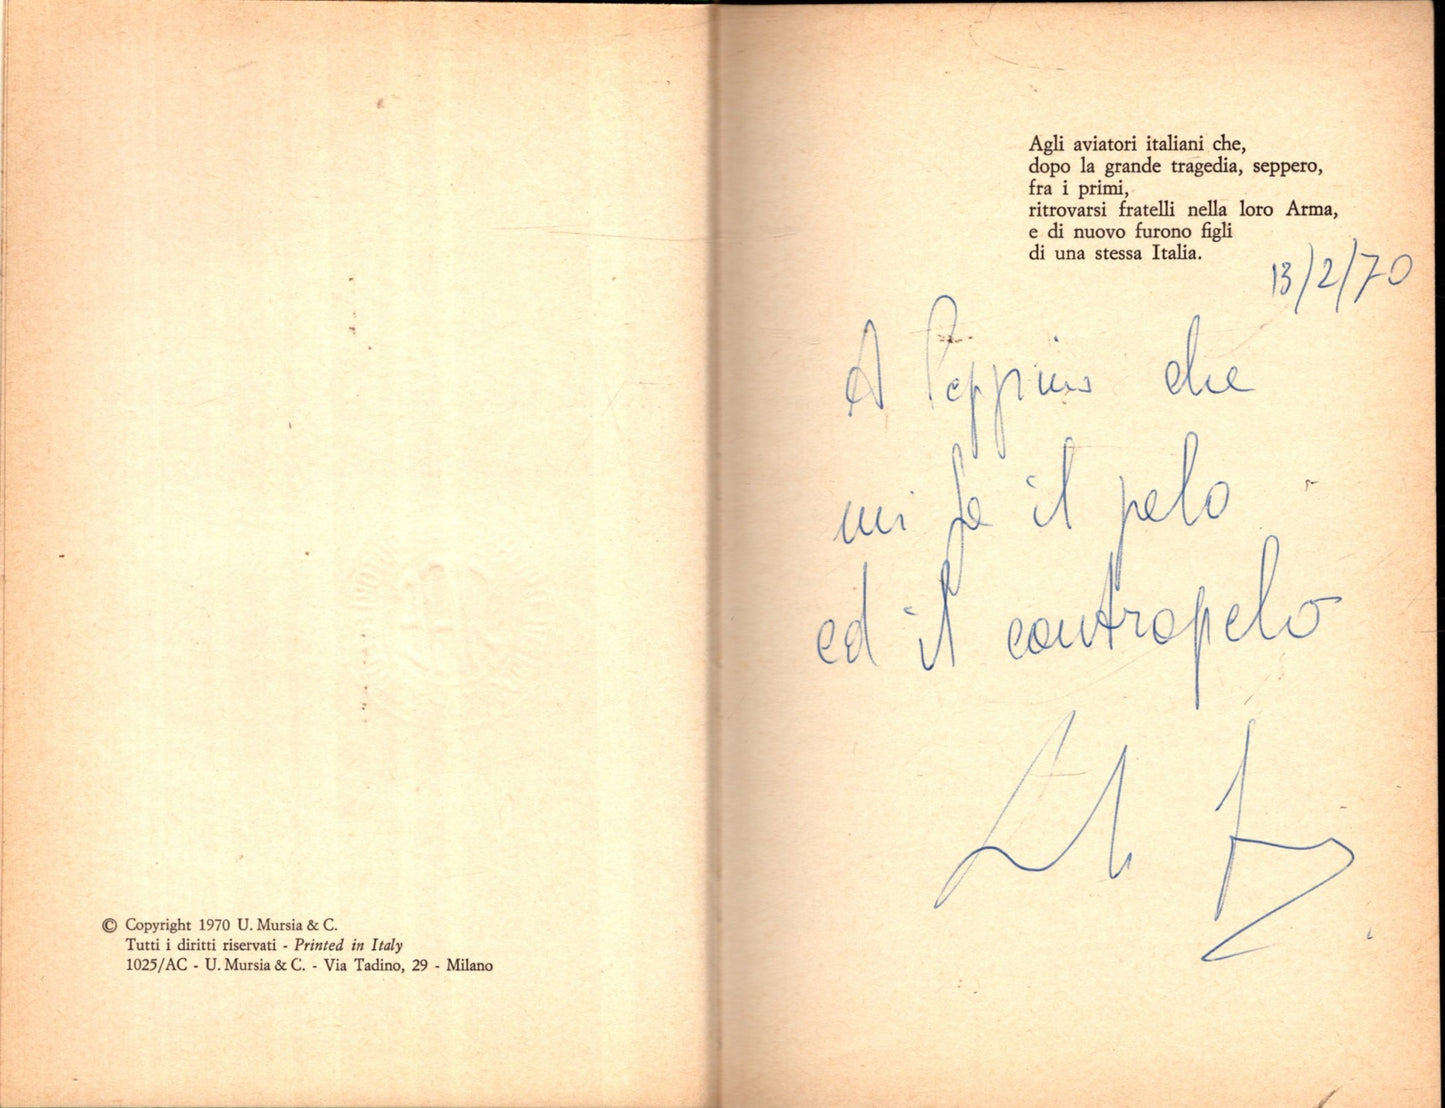 © Copyright 1970 U. Mursia & C.
Tutti i diritti riservati - Printed in Italy
1025/AC - U. Mursia & C. - Via Tadino, 29 - Milano
Agli aviatori italiani che,
dopo la grande tragedia, seppero,
fra i primi,
ritrovarsi fratelli nella loro Arma,
e di nuovo furono figli
di una stessa Italia.
13/2/70
A Peppino che
mi fa il pelo
ed il contropelo